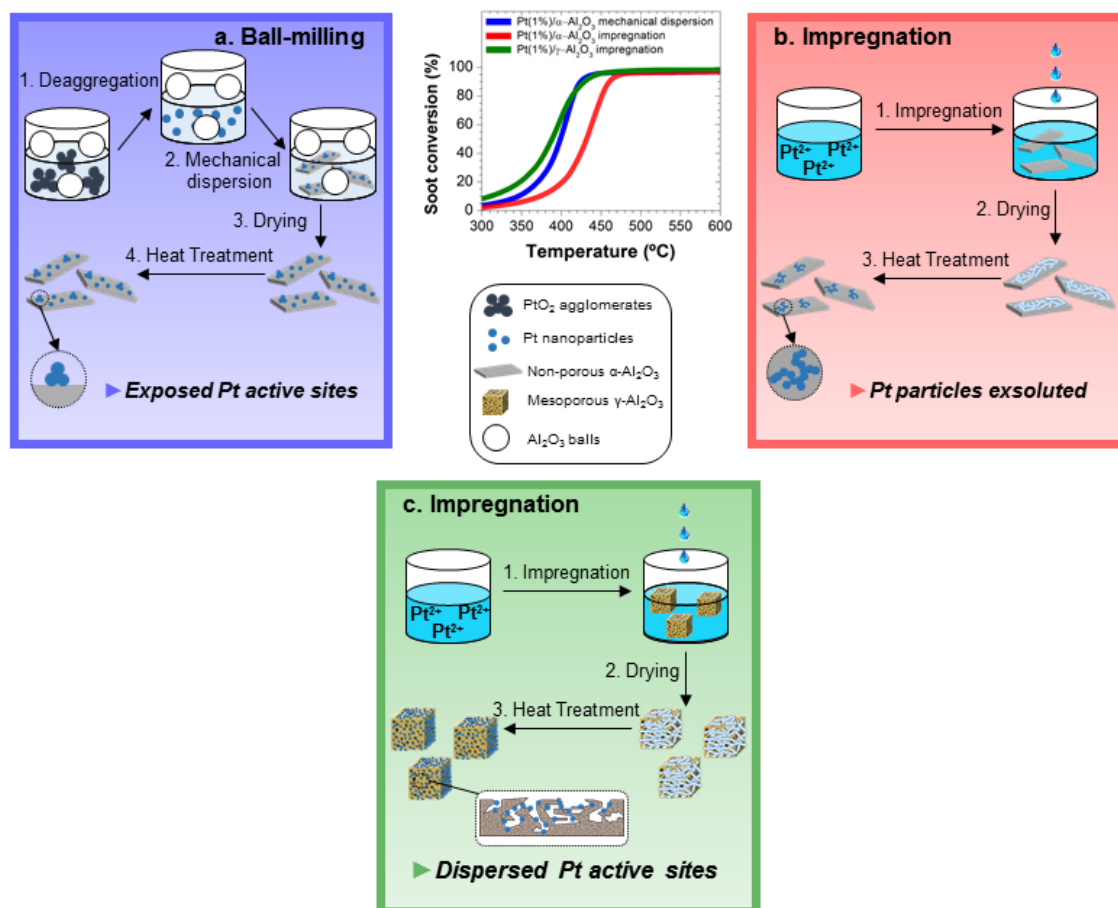 a. Ball-milling
1. Deaggregation
2. Mechanical
dispersion
3. Drying
4. Heat Treatment
►Exposed Pt active sites
Pt(1%)/α-Al₂O₃ mechanical dispersion
Pt(1%)/α-Al₂O₃ impregnation
Pt(1%)/γ-Al₂O₃ impregnation
Soot conversion (%)
100
80
60
40
20
0
300 350 400 450 500 550 600
Temperature (ºC)
PtO₂ agglomerates
Pt nanoparticles
Non-porous α-Al₂O₃
Mesoporous γ-Al₂O₃
Al₂O₃ balls
b. Impregnation
1. Impregnation
Pt²⁺ Pt²⁺
Pt²⁺
2. Drying
3. Heat Treatment
►Pt particles exsoluted
c. Impregnation
1. Impregnation
Pt²⁺ Pt²⁺
Pt²⁺
2. Drying
3. Heat Treatment
►Dispersed Pt active sites